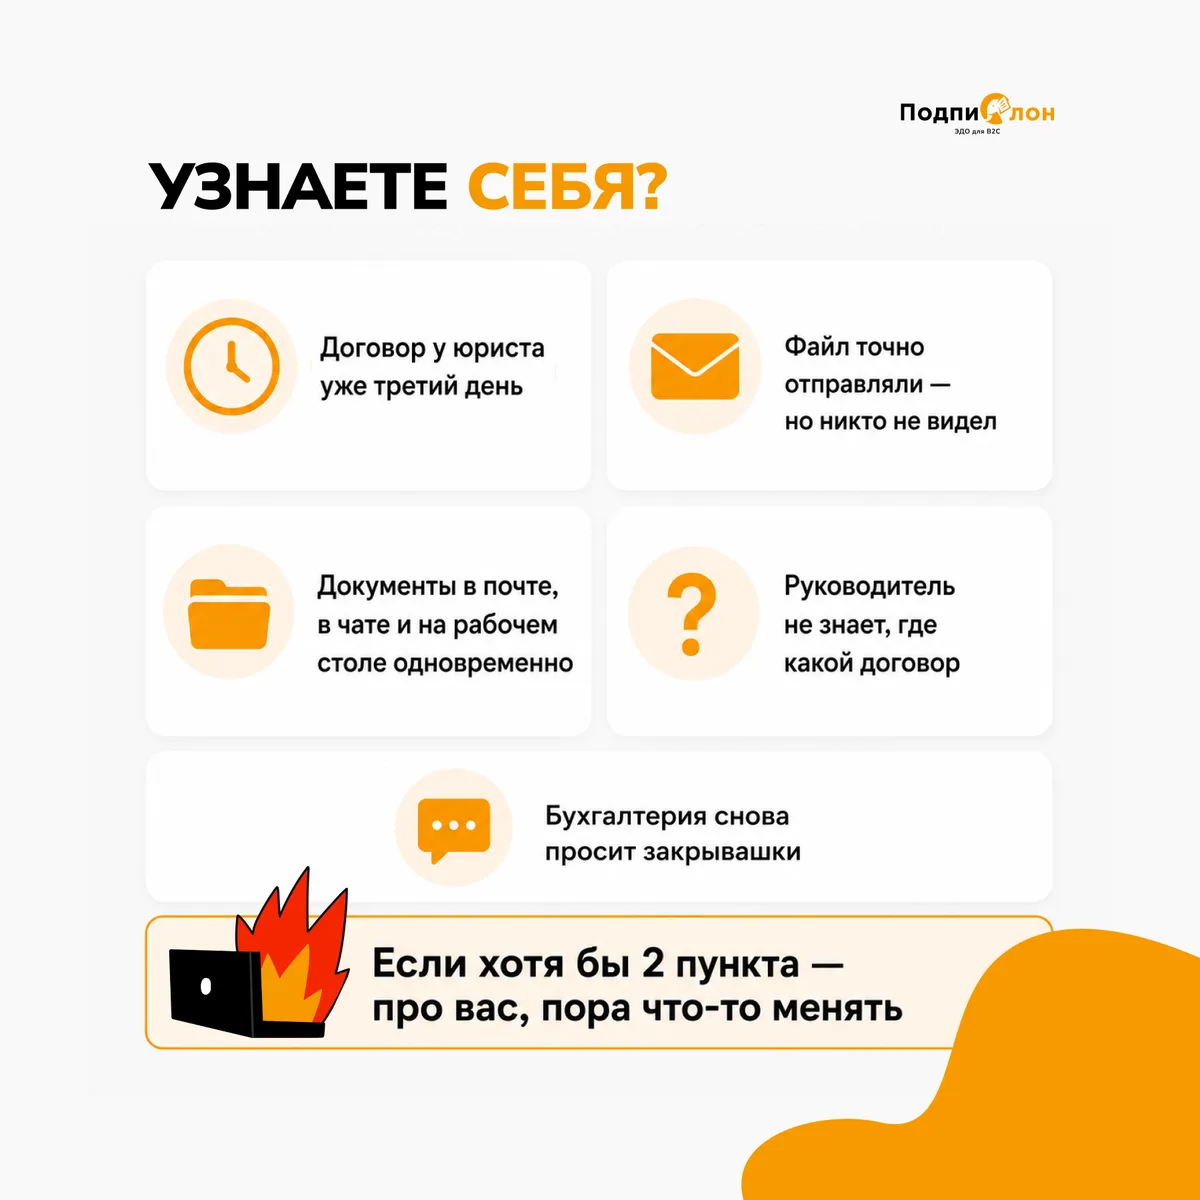 Подпислон
ЭДО для B2C
УЗНАЕТЕ СЕБЯ?
Договор у юриста
уже третий день
Файл точно
отправляли —
но никто не видел
Документы в почте,
в чате и на рабочем
столе одновременно
Руководитель
не знает, где
какой договор
Бухгалтерия снова
просит закрывашки
Если хотя бы 2 пункта —
про вас, пора что-то менять